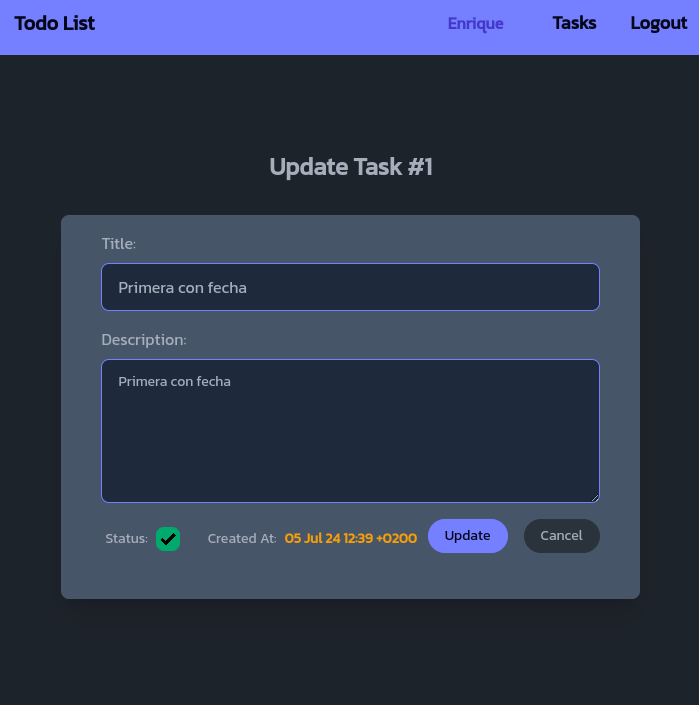 Todo List Enrique Tasks Logout
Update Task #1
Title:
Primera con fecha
Description:
Primera con fecha
Status: Created At: 05 Jul 24 12:39 +0200 Update Cancel